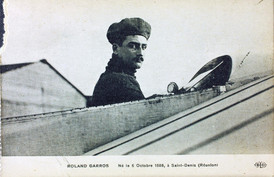 ROLAND GARROS    Né le 6 Octobre 1888, à Saint-Denis (Réunion)